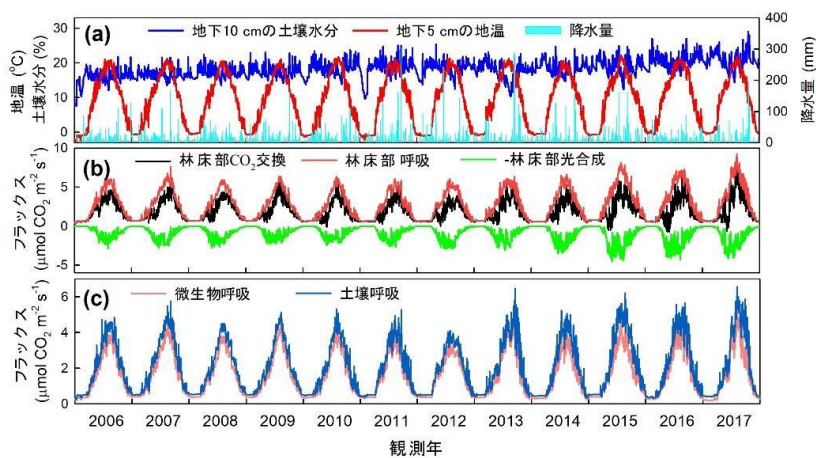 (a)
地下10 cmの土壌水分
地下5 cmの地温
降水量
地温 (⁰C)
土壌水分 (%)
30
20
10
0
降水量 (mm)
400
300
200
100
0
(b)
林床部CO₂交換
林床部 呼吸
-林床部光合成
フラックス
(μmol CO₂ m⁻² s⁻¹)
10
5
0
-5
(c)
微生物呼吸
土壌呼吸
フラックス
(μmol CO₂ m⁻² s⁻¹)
6
4
2
0
2006 2007 2008 2009 2010 2011 2012 2013 2014 2015 2016 2017
観測年